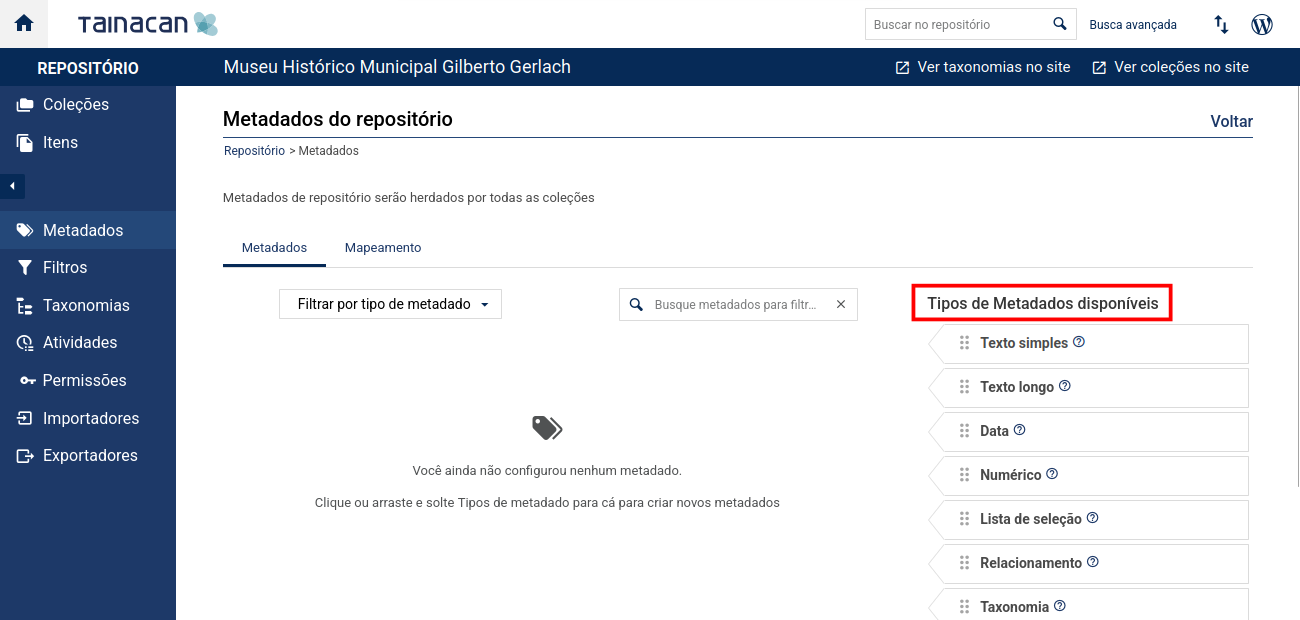 TAINACAN
Buscar no repositório
Busca avançada
REPOSITÓRIO
Museu Histórico Municipal Gilberto Gerlach
Ver taxonomias no site
Ver coleções no site
Coleções
Itens
Metadados
Filtros
Taxonomias
Atividades
Permissões
Importadores
Exportadores
Metadados do repositório
Voltar
Repositório > Metadados
Metadados de repositório serão herdados por todas as coleções
Metadados
Mapeamento
Filtrar por tipo de metadado
Busque metadados para filtr...
Você ainda não configurou nenhum metadado.
Clique ou arraste e solte Tipos de metadado para cá para criar novos metadados
Tipos de Metadados disponíveis
Texto simples
Texto longo
Data
Numérico
Lista de seleção
Relacionamento
Taxonomia